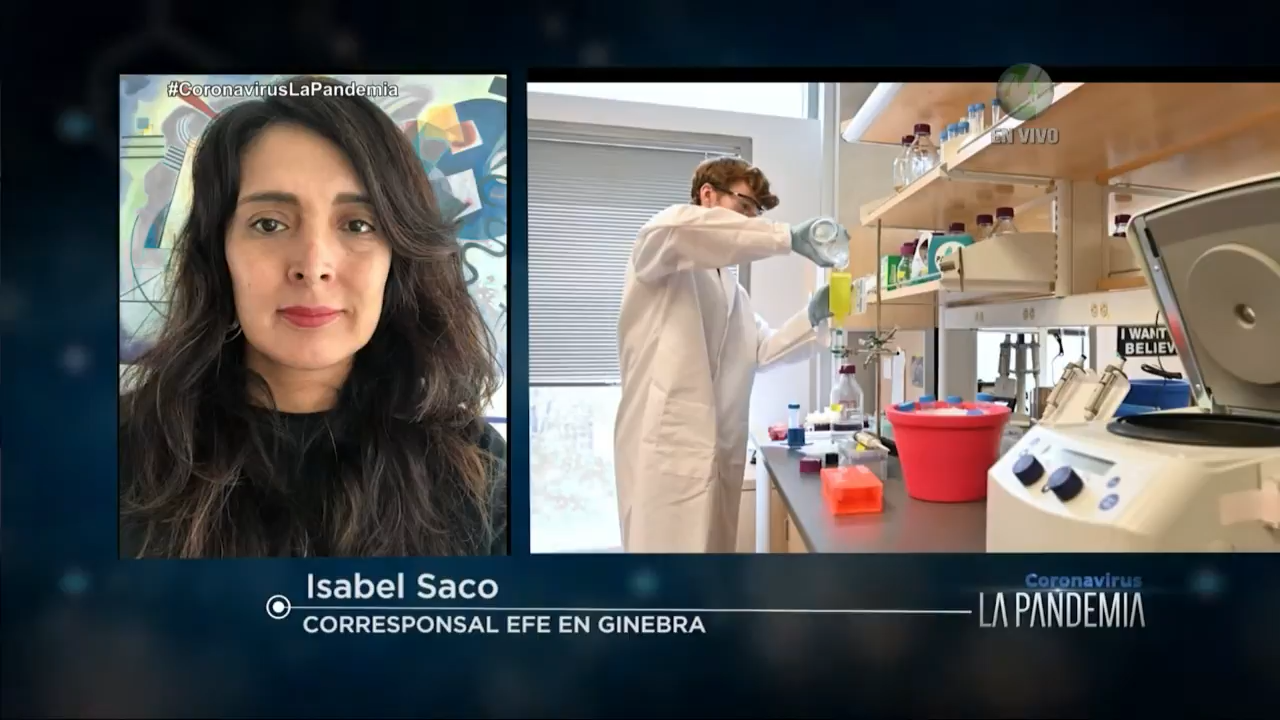 #CoronavirusLaPandemia
EN VIVO
I WANT
BELIEV
Isabel Saco
CORRESPONSAL EFE EN GINEBRA
Coronavirus
LA PANDEMIA